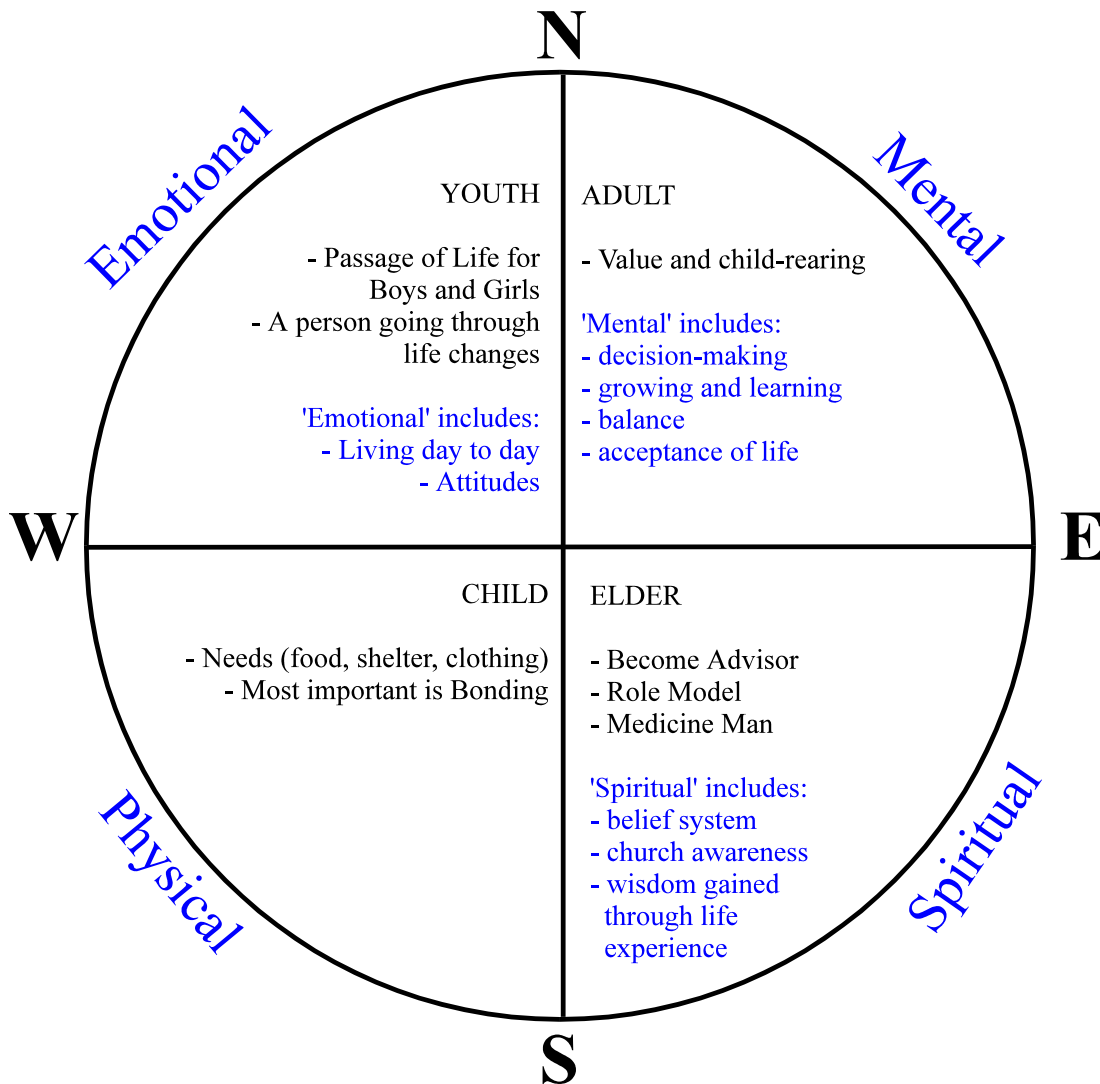 N
Emotional
Mental
YOUTH
- Passage of Life for
Boys and Girls
- A person going through
life changes
'Emotional' includes:
- Living day to day
- Attitudes
ADULT
- Value and child-rearing
'Mental' includes:
- decision-making
- growing and learning
- balance
- acceptance of life
W
E
CHILD
- Needs (food, shelter, clothing)
- Most important is Bonding
ELDER
- Become Advisor
- Role Model
- Medicine Man
'Spiritual' includes:
- belief system
- church awareness
- wisdom gained
through life
experience
Physical
Spiritual
S